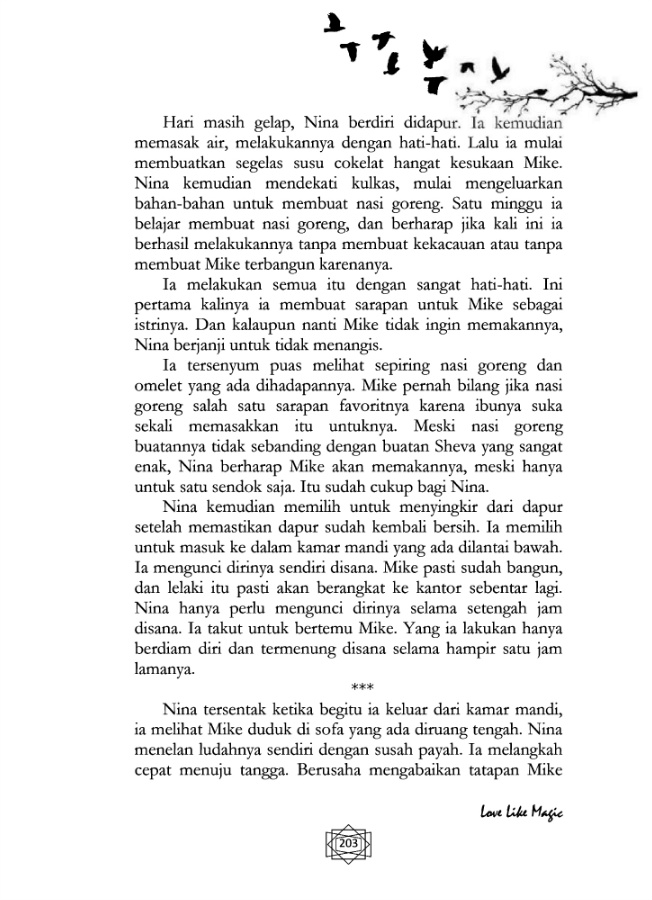 Hari masih gelap, Nina berdiri didapur. Ia kemudian
memasak air, melakukannya dengan hati-hati. Lalu ia mulai
membuatkan segelas susu cokelat hangat kesukaan Mike.
Nina kemudian mendekati kulkas, mulai mengeluarkan
bahan-bahan untuk membuat nasi goreng. Satu minggu ia
belajar membuat nasi goreng, dan berharap jika kali ini ia
berhasil melakukannya tanpa membuat kekacauan atau tanpa
membuat Mike terbangun karenanya.
Ia melakukan semua itu dengan sangat hati-hati. Ini
pertama kalinya ia membuat sarapan untuk Mike sebagai
istrinya. Dan kalaupun nanti Mike tidak ingin memakannya,
Nina berjanji untuk tidak menangis.
Ia tersenyum puas melihat sepiring nasi goreng dan
omelet yang ada dihadapannya. Mike pernah bilang jika nasi
goreng salah satu sarapan favoritnya karena ibunya suka
sekali memasakkan itu untuknya. Meski nasi goreng
buatannya tidak sebanding dengan buatan Sheva yang sangat
enak, Nina berharap Mike akan memakannya, meski hanya
untuk satu sendok saja. Itu sudah cukup bagi Nina.
Nina kemudian memilih untuk menyingkir dari dapur
setelah memastikan dapur sudah kembali bersih. Ia memilih
untuk masuk ke dalam kamar mandi yang ada dilantai bawah.
Ia mengunci dirinya sendiri disana. Mike pasti sudah bangun,
dan lelaki itu pasti akan berangkat ke kantor sebentar lagi.
Nina hanya perlu mengunci dirinya selama setengah jam
disana. Ia takut untuk bertemu Mike. Yang ia lakukan hanya
berdiam diri dan termenung disana selama hampir satu jam
lamanya.
***
Nina tersentak ketika begitu ia keluar dari kamar mandi,
ia melihat Mike duduk di sofa yang ada diruang tengah. Nina
menelan ludahnya sendiri dengan susah payah. Ia melangkah
cepat menuju tangga. Berusaha mengabaikan tatapan Mike
Love Like Magic
203